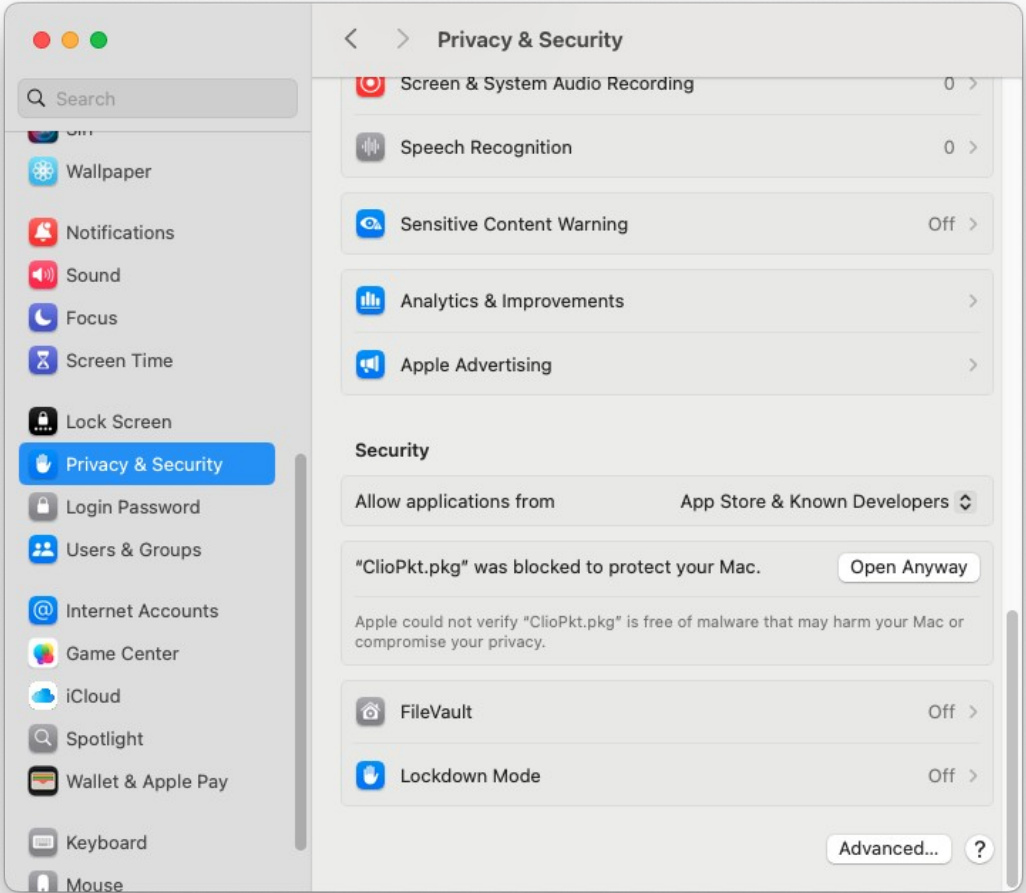 Privacy & Security
Search
Siri
Wallpaper
Notifications
Sound
Focus
Screen Time
Lock Screen
Privacy & Security
Login Password
Users & Groups
Internet Accounts
Game Center
iCloud
Spotlight
Wallet & Apple Pay
Keyboard
Mouse
Screen & System Audio Recording 0
Speech Recognition 0
Sensitive Content Warning Off
Analytics & Improvements
Apple Advertising
Security
Allow applications from App Store & Known Developers
“ClioPkt.pkg” was blocked to protect your Mac. Open Anyway
Apple could not verify “ClioPkt.pkg” is free of malware that may harm your Mac or
compromise your privacy.
FileVault Off
Lockdown Mode Off
Advanced... ?